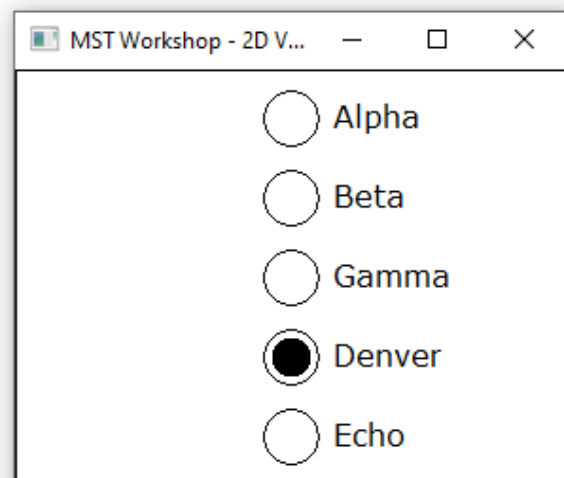 MST Workshop - 2D V...
Alpha
Beta
Gamma
Denver
Echo